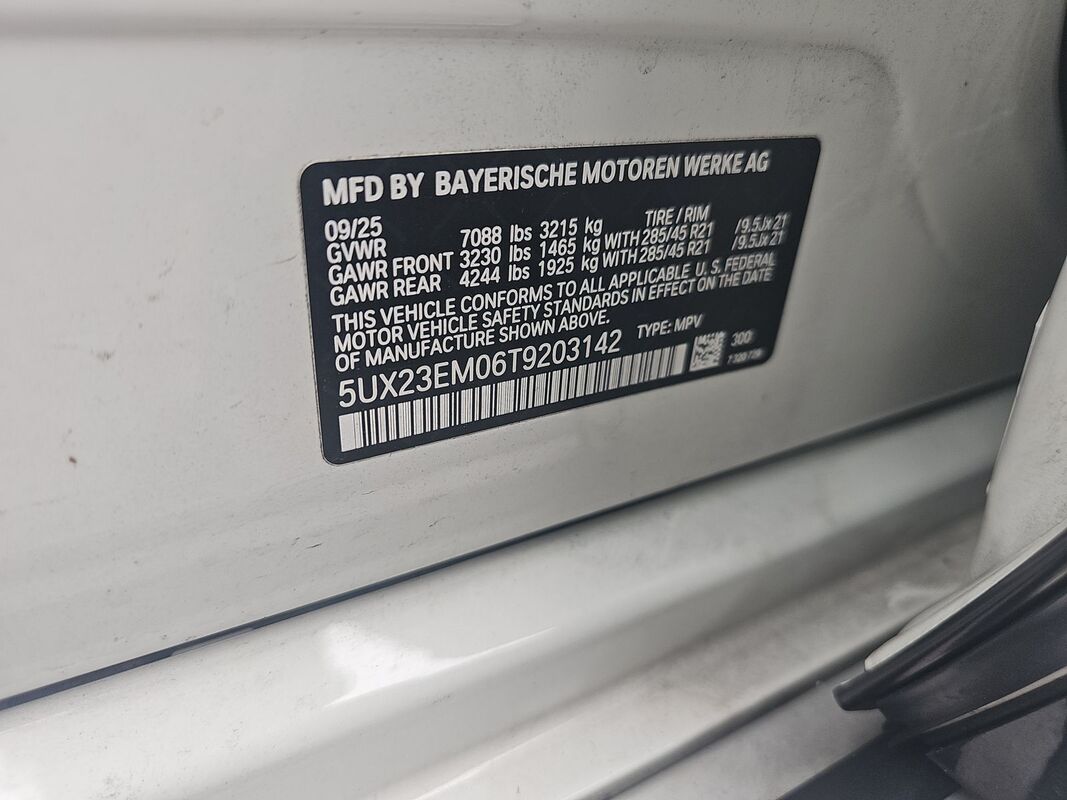 MFD BY BAYERISCHE MOTOREN WERKE AG
09/25
TIRE / RIM
GVWR 7088 lbs 3215 kg
GAWR FRONT 3230 lbs 1465 kg WITH 285/45 R21 /9.5Jx21
GAWR REAR 4244 lbs 1925 kg WITH 285/45 R21 /9.5Jx21
THIS VEHICLE CONFORMS TO ALL APPLICABLE U.S. FEDERAL
MOTOR VEHICLE SAFETY STANDARDS IN EFFECT ON THE DATE
OF MANUFACTURE SHOWN ABOVE.
TYPE: MPV
5UX23EM06T9203142
300